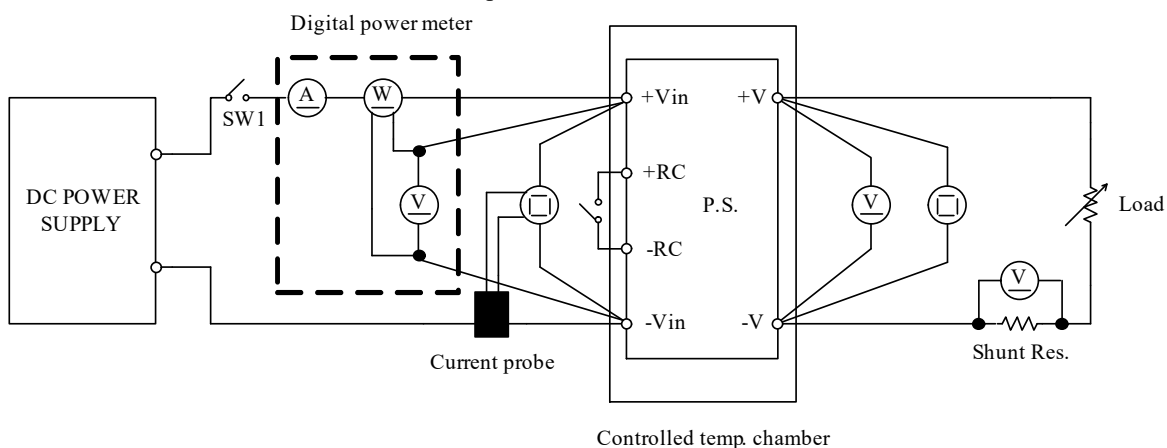 Digital power meter
A
W
+Vin
+V
SW1
+RC
DC POWER
SUPPLY
V
P.S.
V
Load
-RC
V
-Vin
-V
Current probe
Shunt Res.
Controlled temp. chamber